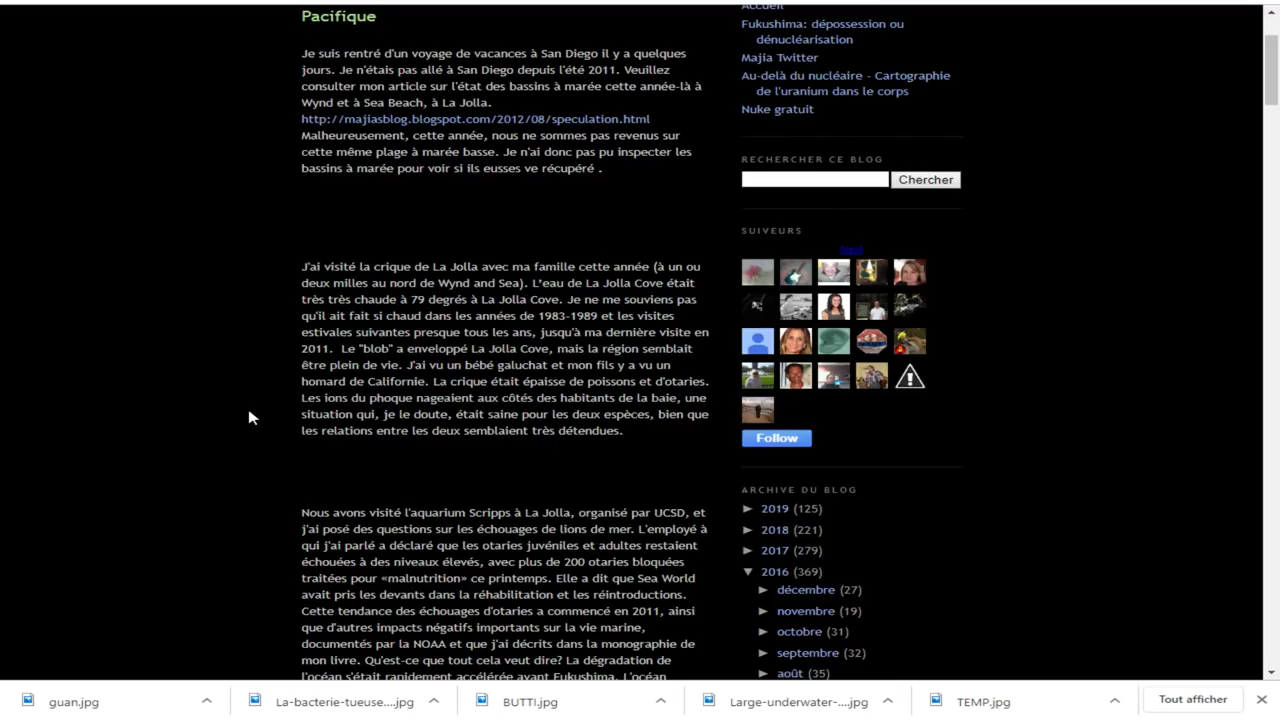 Pacifique
Je suis rentré d'un voyage de vacances à San Diego il y a quelques
jours. Je n'étais pas allé à San Diego depuis l'été 2011. Veuillez
consulter mon article sur l'état des bassins à marée cette année-là à
Wynd et à Sea Beach, à La Jolla.
http://majiasblog.blogspot.com/2012/08/speculation.html
Malheureusement, cette année, nous ne sommes pas revenus sur
cette même plage à marée basse. Je n'ai donc pas pu inspecter les
bassins à marée pour voir si ils eusses ve récupéré .
J'ai visité la crique de La Jolla avec ma famille cette année (à un ou
deux milles au nord de Wynd and Sea). L'eau de La Jolla Cove était
très très chaude à 79 degrés à La Jolla Cove. Je ne me souviens pas
qu'il ait fait si chaud dans les années de 1983-1989 et les visites
estivales suivantes presque tous les ans, jusqu'à ma dernière visite en
2011. Le "blob" a enveloppé La Jolla Cove, mais la région semblait
être plein de vie. J'ai vu un bébé galuchat et mon fils y a vu un
homard de Californie. La crique était épaisse de poissons et d'otaries.
Les ions du phoque nageaient aux côtés des habitants de la baie, une
situation qui, je le doute, était saine pour les deux espèces, bien que
les relations entre les deux semblaient très détendues.
Nous avons visité l'aquarium Scripps à La Jolla, organisé par UCSD, et
j'ai posé des questions sur les échouages de lions de mer. L'employé à
qui j'ai parlé a déclaré que les otaries juvéniles et adultes restaient
échouées à des niveaux élevés, avec plus de 200 otaries bloquées
traitées pour «malnutrition» ce printemps. Elle a dit que Sea World
avait pris les devants dans la réhabilitation et les réintroductions.
Cette tendance des échouages d'otaries a commencé en 2011, ainsi
que d'autres impacts négatifs importants sur la vie marine,
documentés par la NOAA et que j'ai décrits dans la monographie de
mon livre. Qu'est-ce que tout cela veut dire? La dégradation de
l'océan s'était rapidement accélérée avant Fukushima. L'océan
Accueil
Fukushima: dépossession ou
dénucléarisation
Majia Twitter
Au-delà du nucléaire - Cartographie
de l'uranium dans le corps
Nuke gratuit
RECHERCHER CE BLOG
Chercher
SUIVEURS
Next
Follow
ARCHIVE DU BLOG
► 2019 (125)
► 2018 (221)
► 2017 (279)
▼ 2016 (369)
► décembre (27)
► novembre (19)
► octobre (31)
► septembre (32)
► août (35)
guan.jpg
La-bacterie-tueuse....jpg
BUTTI.jpg
Large-underwater-....jpg
TEMP.jpg
Tout afficher